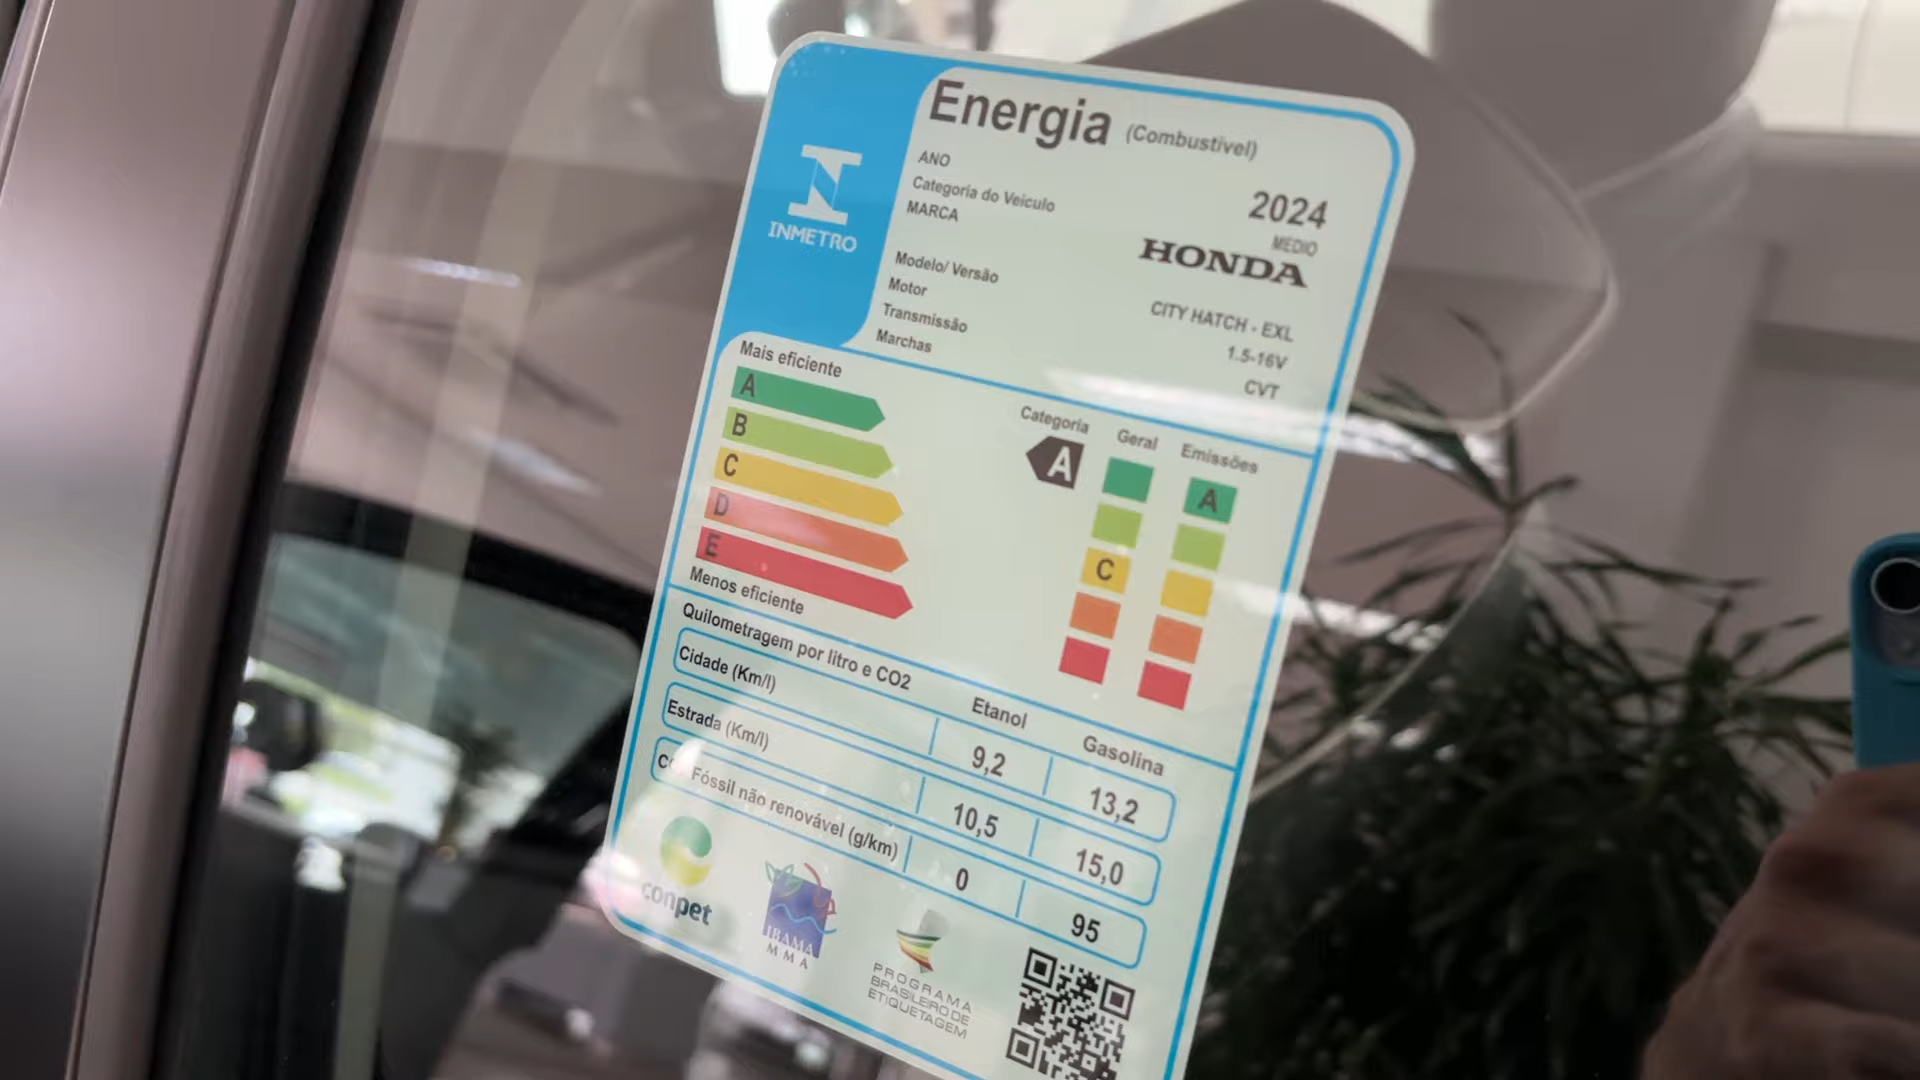 Energia (Combustível)
ANO 2024
Categoria do Veículo MÉDIO
MARCA HONDA
Modelo/ Versão CITY HATCH - EXL
Motor 1.5-16V
Transmissão CVT
Marchas
INMETRO
Mais eficiente
A
B
C
D
E
Menos eficiente
Categoria Geral Emissões
A
A
C
Quilometragem por litro e CO2
Etanol Gasolina
Cidade (Km/l) 9,2 13,2
Estrada (Km/l) 10,5 15,0
Fóssil não renovável (g/km) 0 95
conpet
IBAMA
MMA
PROGRAMA
BRASILEIRO DE
ETIQUETAGEM